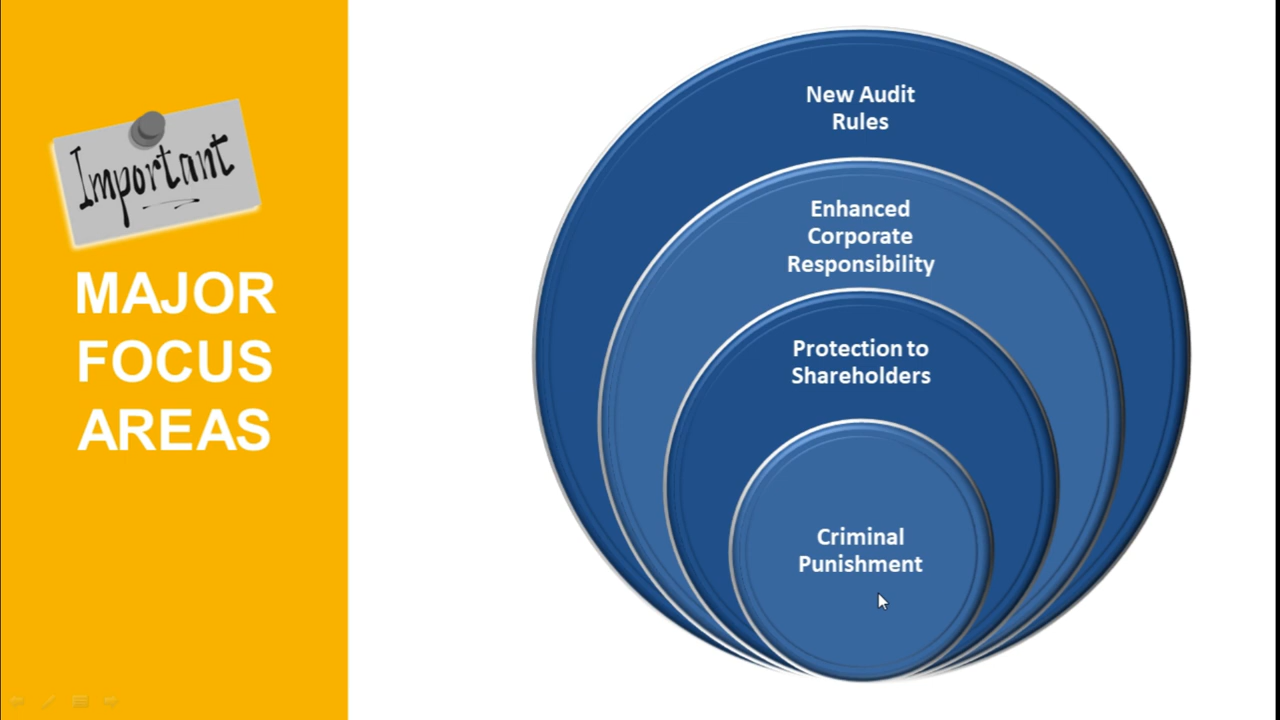 Important
MAJOR
FOCUS
AREAS
New Audit
Rules
Enhanced
Corporate
Responsibility
Protection to
Shareholders
Criminal
Punishment